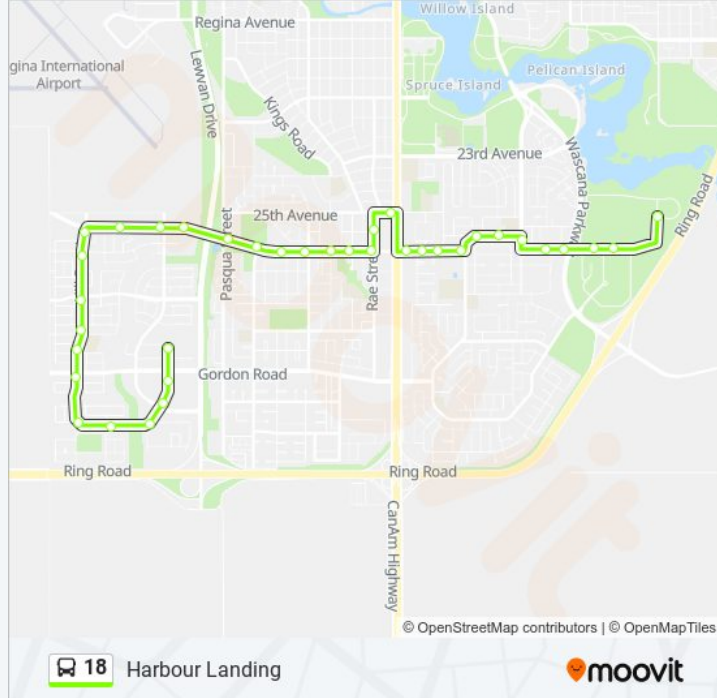 Willow Island
Regina Avenue
gina International
Airport
Pelican Island
Spruce Island
Lewvan Drive
Kings Road
23rd Avenue
Wascana Parkw
Ring Road
25th Avenue
Pasqua Street
Rae Stre
Gordon Road
Ring Road
Ring Road
CanAm Highway
© OpenStreetMap contributors | © OpenMapTiles
18 Harbour Landing
moovit